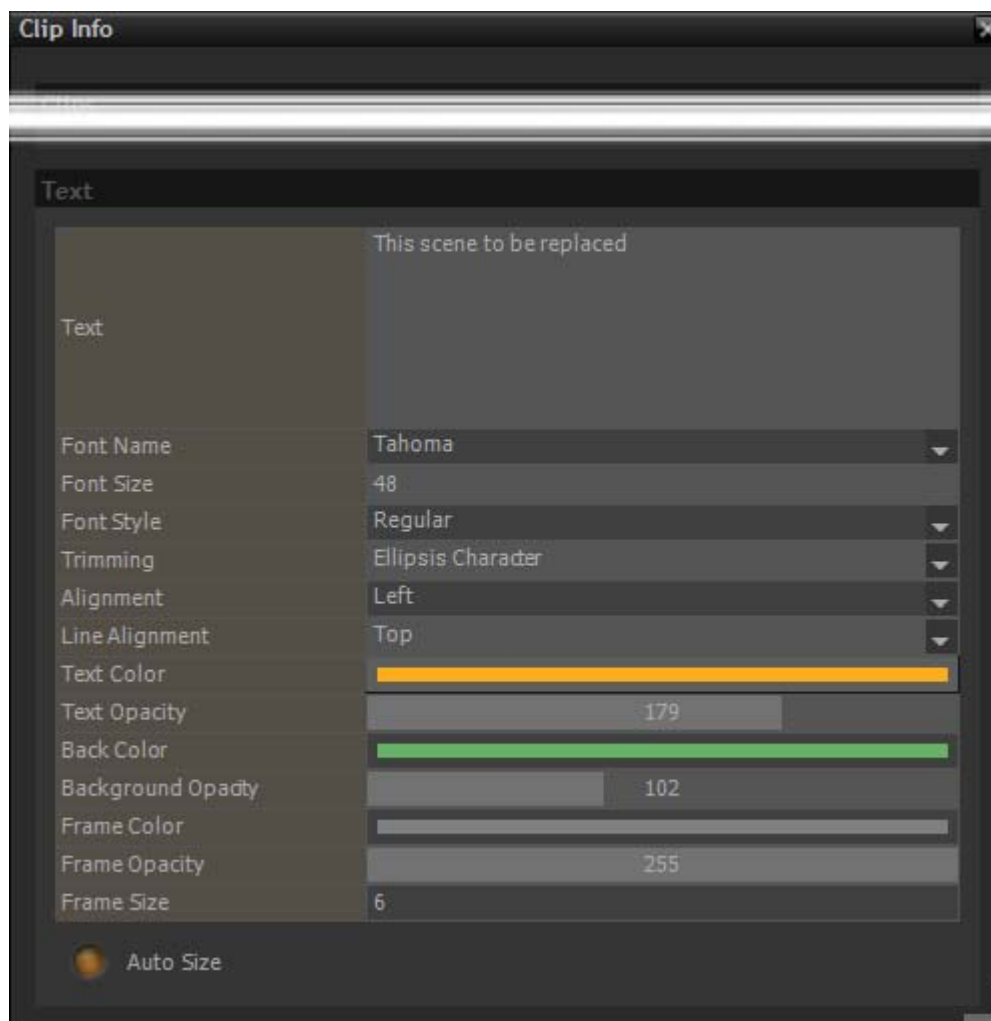 Clip Info
Text
Text This scene to be replaced
Font Name Tahoma
Font Size 48
Font Style Regular
Trimming Ellipsis Character
Alignment Left
Line Alignment Top
Text Color
Text Opacity 179
Back Color
Background Opacity 102
Frame Color
Frame Opacity 255
Frame Size 6
Auto Size